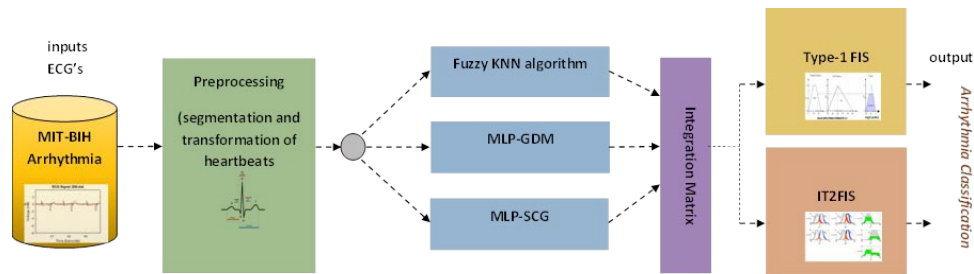 inputs
ECG's
MIT-BIH
Arrhythmia
Preprocessing
(segmentation and
transformation of
heartbeats
Fuzzy KNN algorithm
MLP-GDM
MLP-SCG
Integration Matrix
Type-1 FIS
IT2FIS
output
Arrhythmia Classification